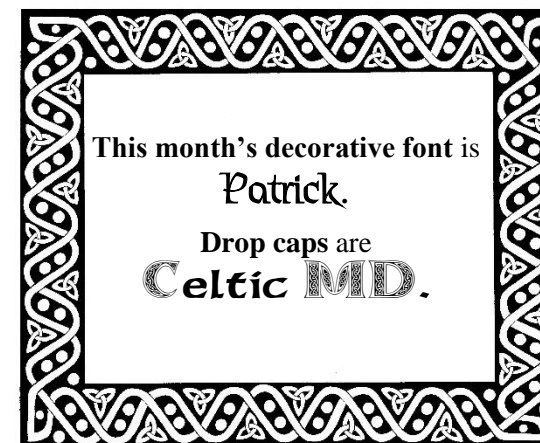 This month's decorative font is
Patrick.
Drop caps are
Celtic MD.